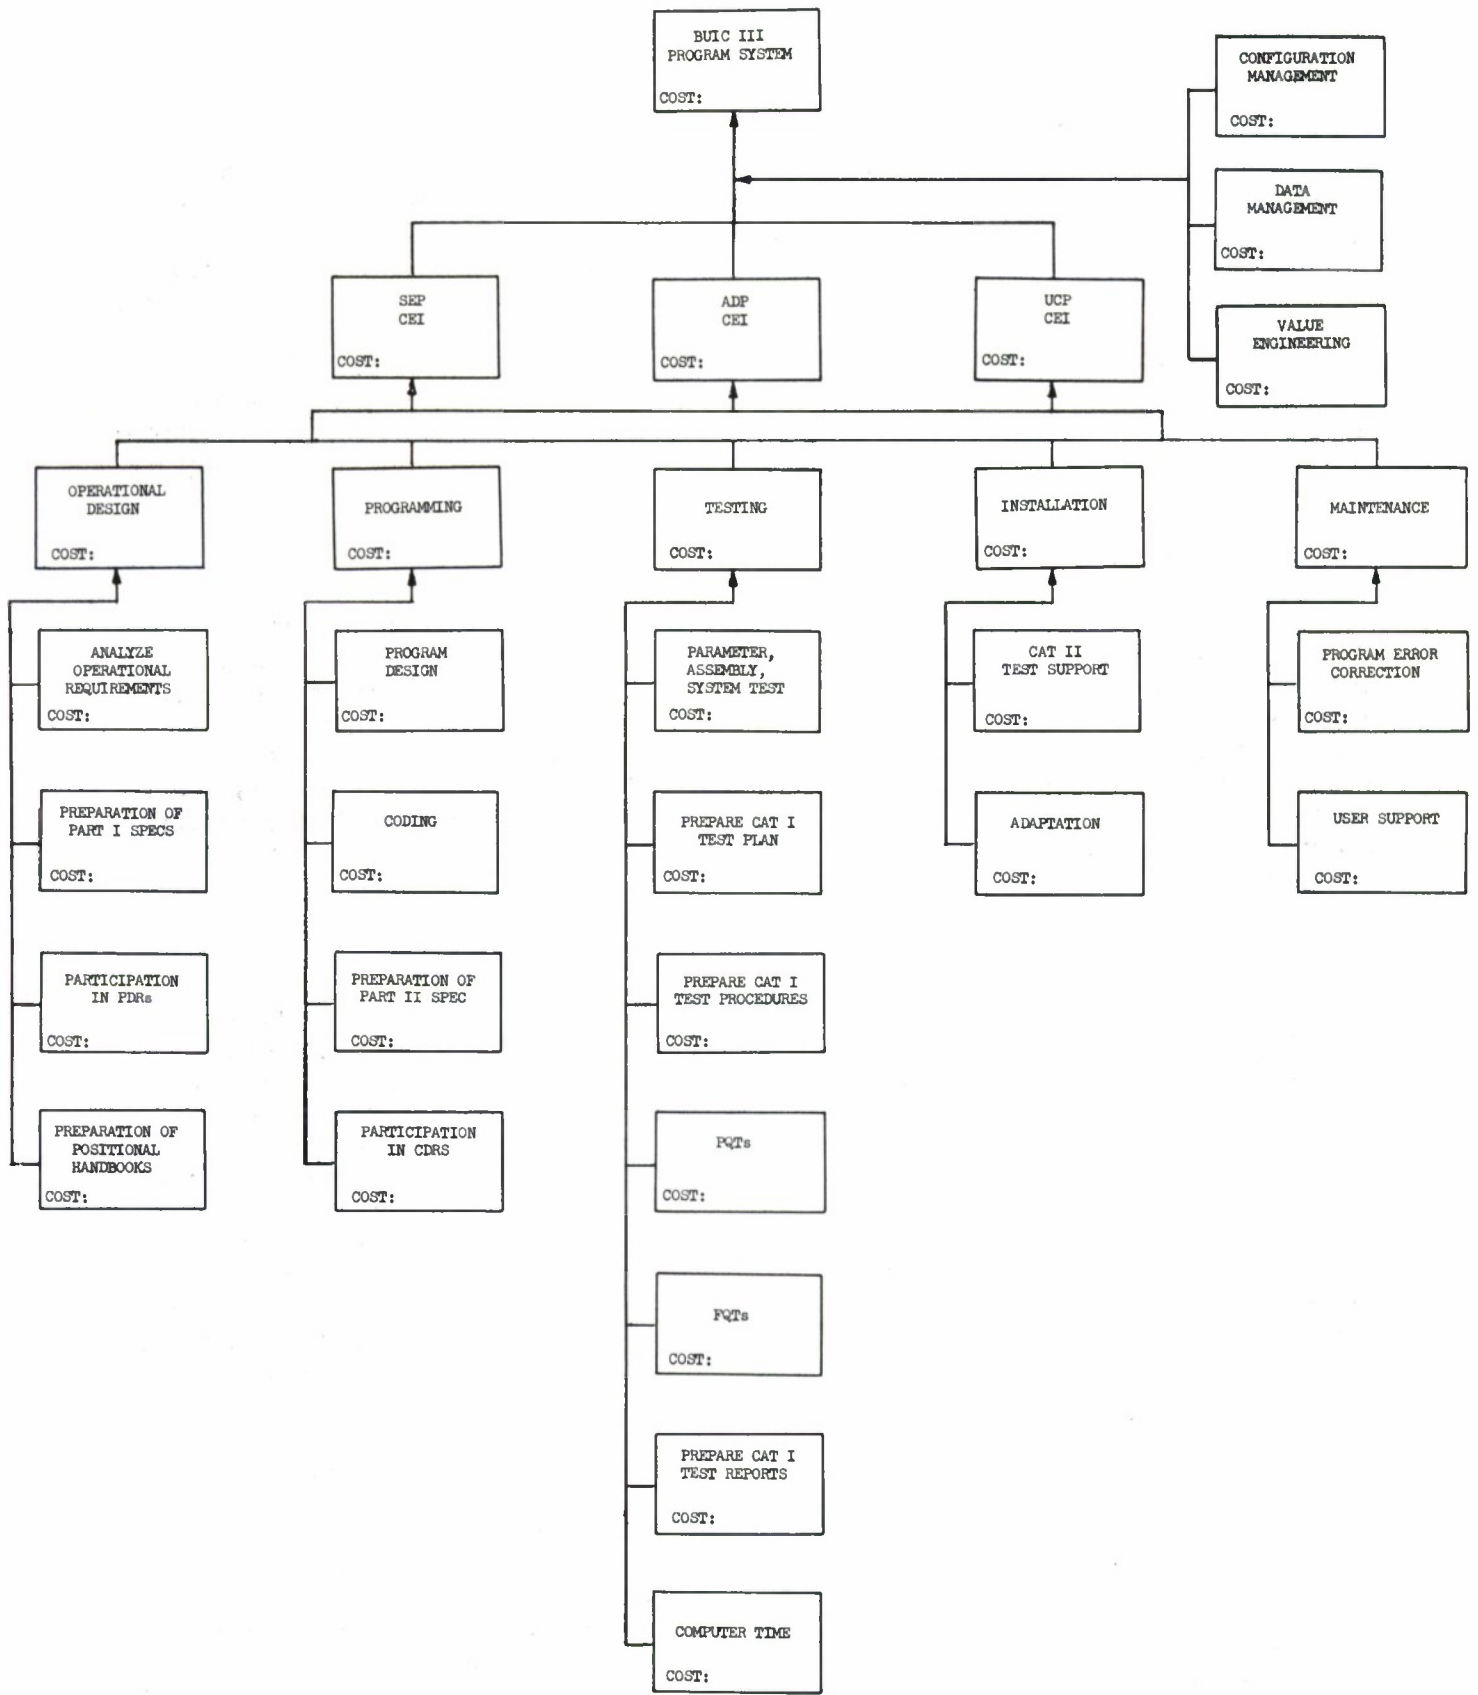 BUIC III
PROGRAM SYSTEM
COST:
CONFIGURATION
MANAGEMENT
COST:
DATA
MANAGEMENT
COST:
VALUE
ENGINEERING
COST:
SEP
CEI
COST:
ADP
CEI
COST:
UCP
CEI
COST:
OPERATIONAL
DESIGN
COST:
PROGRAMMING
COST:
TESTING
COST:
INSTALLATION
COST:
MAINTENANCE
COST:
ANALYZE
OPERATIONAL
REQUIREMENTS
COST:
PREPARATION OF
PART I SPECS
COST:
PARTICIPATION
IN PDRs
COST:
PREPARATION OF
POSITIONAL
HANDBOOKS
COST:
PROGRAM
DESIGN
COST:
CODING
COST:
PREPARATION OF
PART II SPEC
COST:
PARTICIPATION
IN CDRS
COST:
PARAMETER,
ASSEMBLY,
SYSTEM TEST
COST:
PREPARE CAT I
TEST PLAN
COST:
PREPARE CAT I
TEST PROCEDURES
COST:
PQTs
COST:
FQTs
COST:
PREPARE CAT I
TEST REPORTS
COST:
COMPUTER TIME
COST:
CAT II
TEST SUPPORT
COST:
ADAPTATION
COST:
PROGRAM ERROR
CORRECTION
COST:
USER SUPPORT
COST: